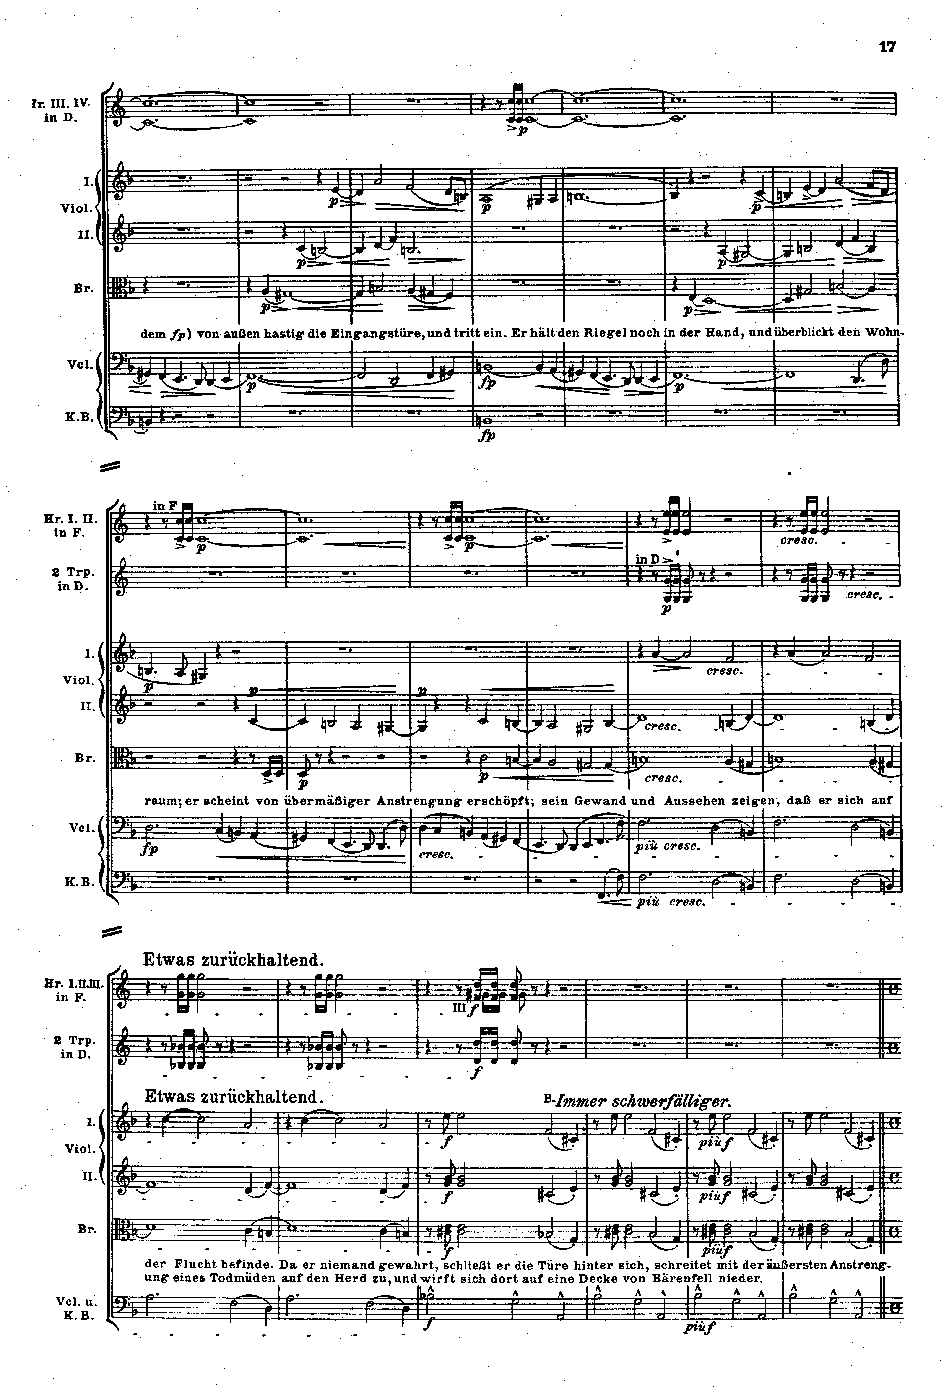 17
Hr. III. IV.
in D.
p
I.
Viol.
p
p
p
II.
p
p
Br.
p
p
dem fp) von außen hastig die Eingangstüre, und tritt ein. Er hält den Riegel noch in der Hand, und überblickt den Wohn-
Vcl.
p
fp
p
K.B.
fp
in F
Hr. I. II.
in F.
p
p
cresc.
2 Trp.
in D.
in D
p
cresc.
I.
Viol.
p
cresc.
II.
p
p
cresc.
Br.
p
p
cresc.
raum; er scheint von übermäßiger Anstrengung erschöpft; sein Gewand und Aussehen zeigen, daß er sich auf
Vcl.
fp
cresc.
più cresc.
K.B.
più cresc.
Etwas zurückhaltend.
Hr. I.II.III.
in F.
III f
2 Trp.
in D.
f
Etwas zurückhaltend.
B-Immer schwerfälliger.
I.
Viol.
f
più f
II.
f
più f
Br.
f
più f
der Flucht befinde. Da er niemand gewahrt, schließt er die Türe hinter sich, schreitet mit der äußersten Anstreng-
ung eines Todmüden auf den Herd zu, und wirft sich dort auf eine Decke von Bärenfell nieder.
Vcl. u.
K.B.
f
più f